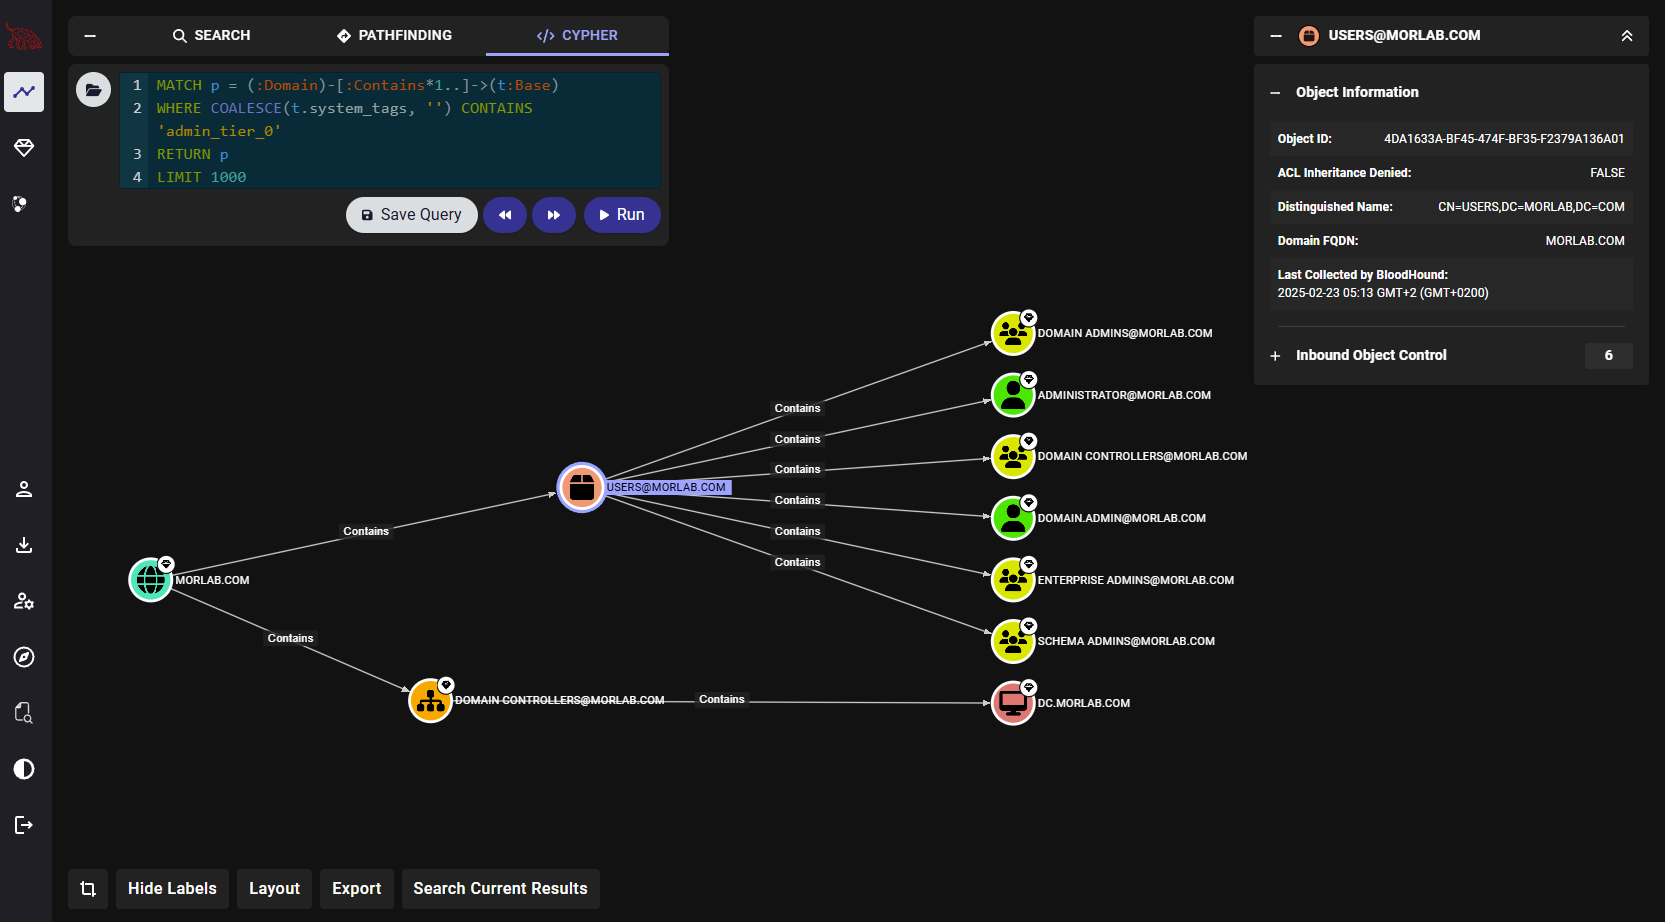 SEARCH
PATHFINDING
</> CYPHER
1 MATCH p = (:Domain)-[:Contains*1..]->(t:Base)
2 WHERE COALESCE(t.system_tags, '') CONTAINS
'admin_tier_0'
3 RETURN p
4 LIMIT 1000
Save Query
Run
USERS@MORLAB.COM
Object Information
Object ID: 4DA1633A-BF45-474F-BF35-F2379A136A01
ACL Inheritance Denied: FALSE
Distinguished Name: CN=USERS,DC=MORLAB,DC=COM
Domain FQDN: MORLAB.COM
Last Collected by BloodHound:
2025-02-23 05:13 GMT+2 (GMT+0200)
Inbound Object Control 6
DOMAIN ADMINS@MORLAB.COM
ADMINISTRATOR@MORLAB.COM
Contains
Contains
DOMAIN CONTROLLERS@MORLAB.COM
Contains
USERS@MORLAB.COM
Contains
DOMAIN.ADMIN@MORLAB.COM
Contains
Contains
Contains
MORLAB.COM
ENTERPRISE ADMINS@MORLAB.COM
Contains
SCHEMA ADMINS@MORLAB.COM
DOMAIN CONTROLLERS@MORLAB.COM
Contains
DC.MORLAB.COM
Hide Labels
Layout
Export
Search Current Results